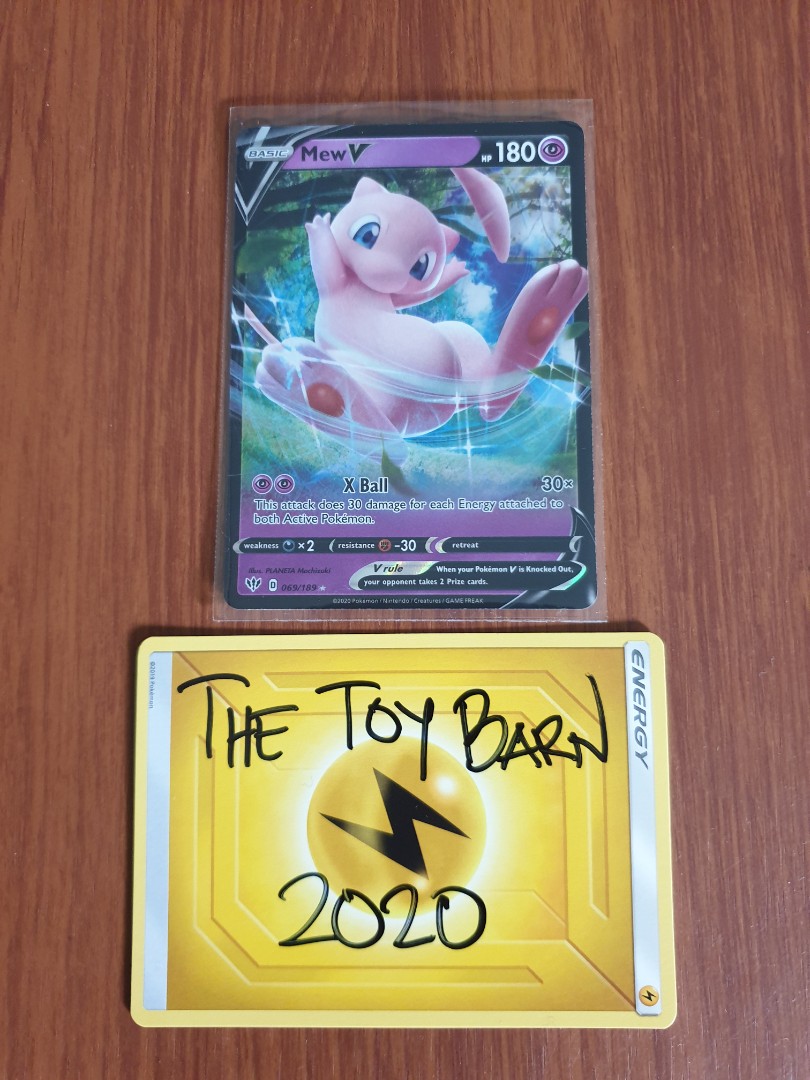 BASIC Mew V HP 180
X Ball 30×
This attack does 30 damage for each Energy attached to
both Active Pokémon.
weakness ×2 resistance -30 retreat
Illus. PLANETA Mochizuki
V rule When your Pokémon V is Knocked Out,
your opponent takes 2 Prize cards.
D 069/189
©2020 Pokémon / Nintendo / Creatures / GAME FREAK
ENERGY
THE TOY BARN
2020